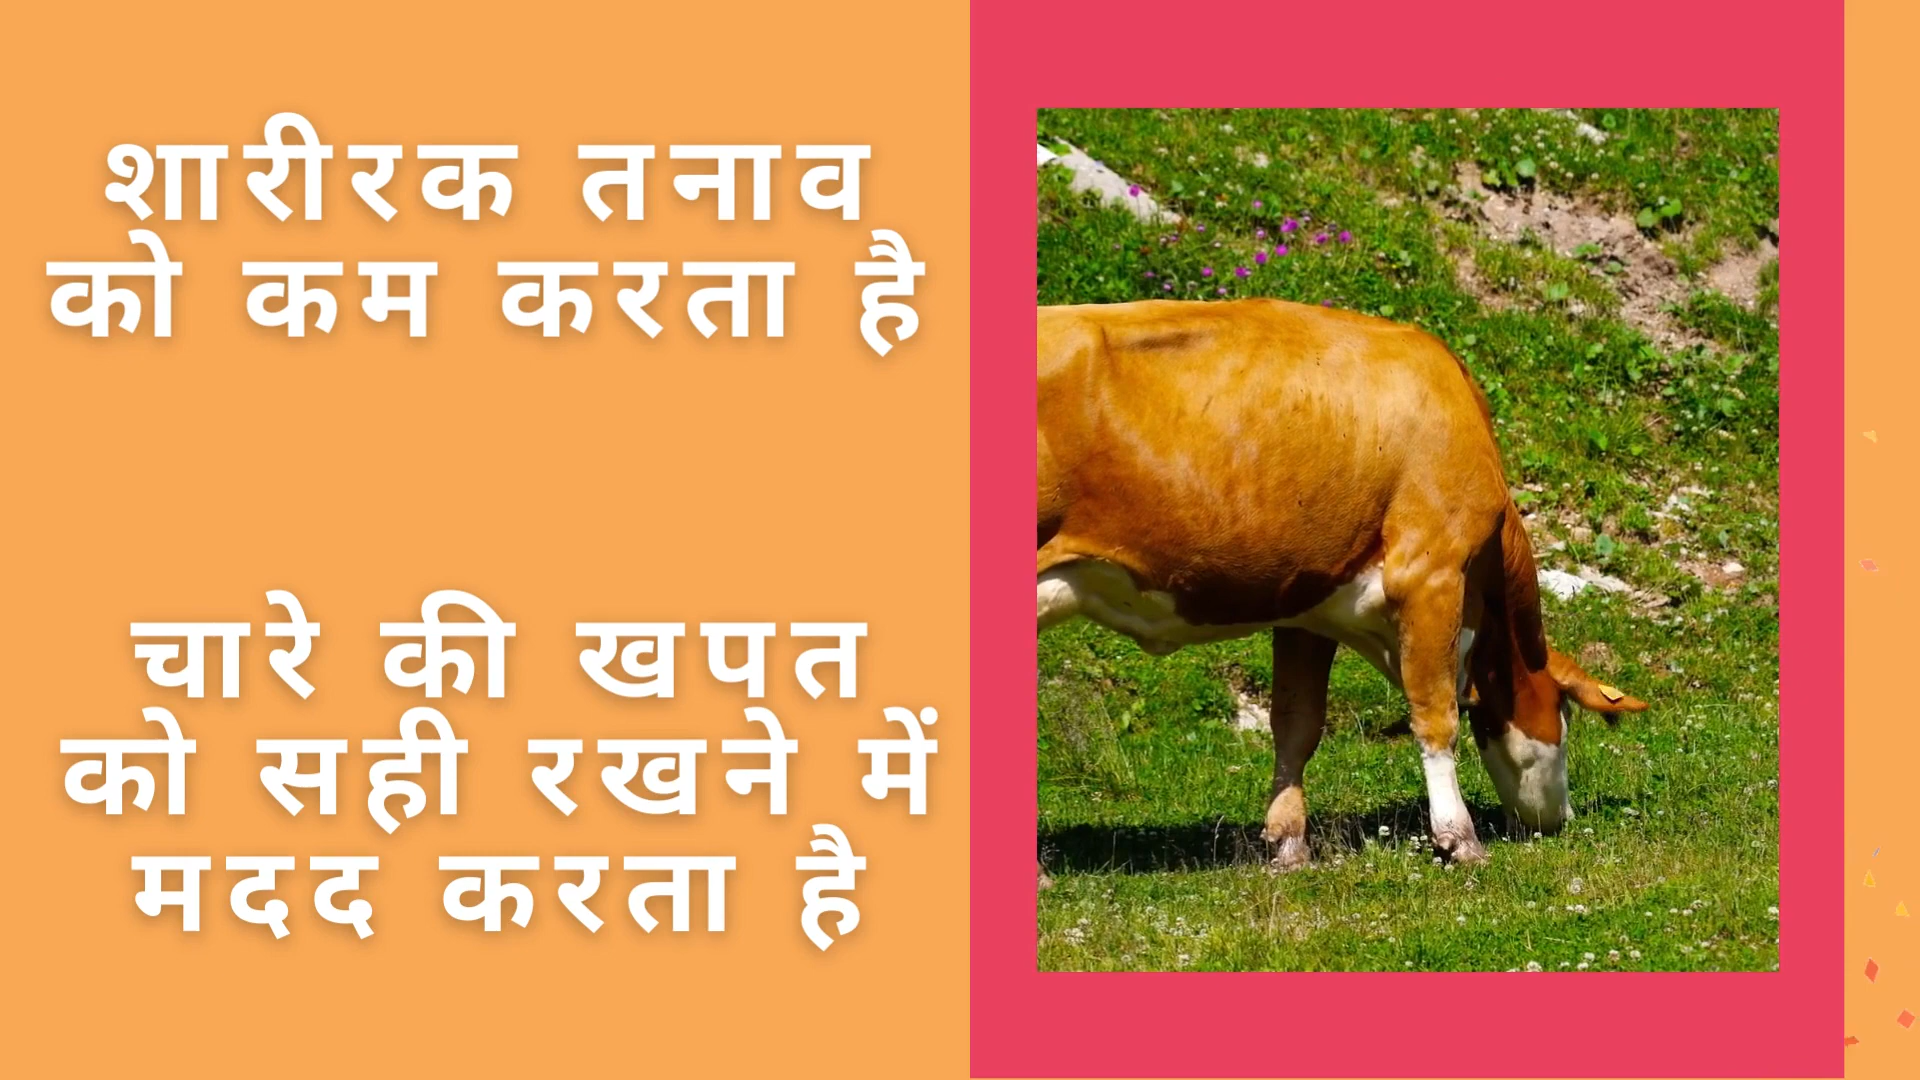 शारीरक तनाव
को कम करता है
चारे की खपत
को सही रखने में
मदद करता है